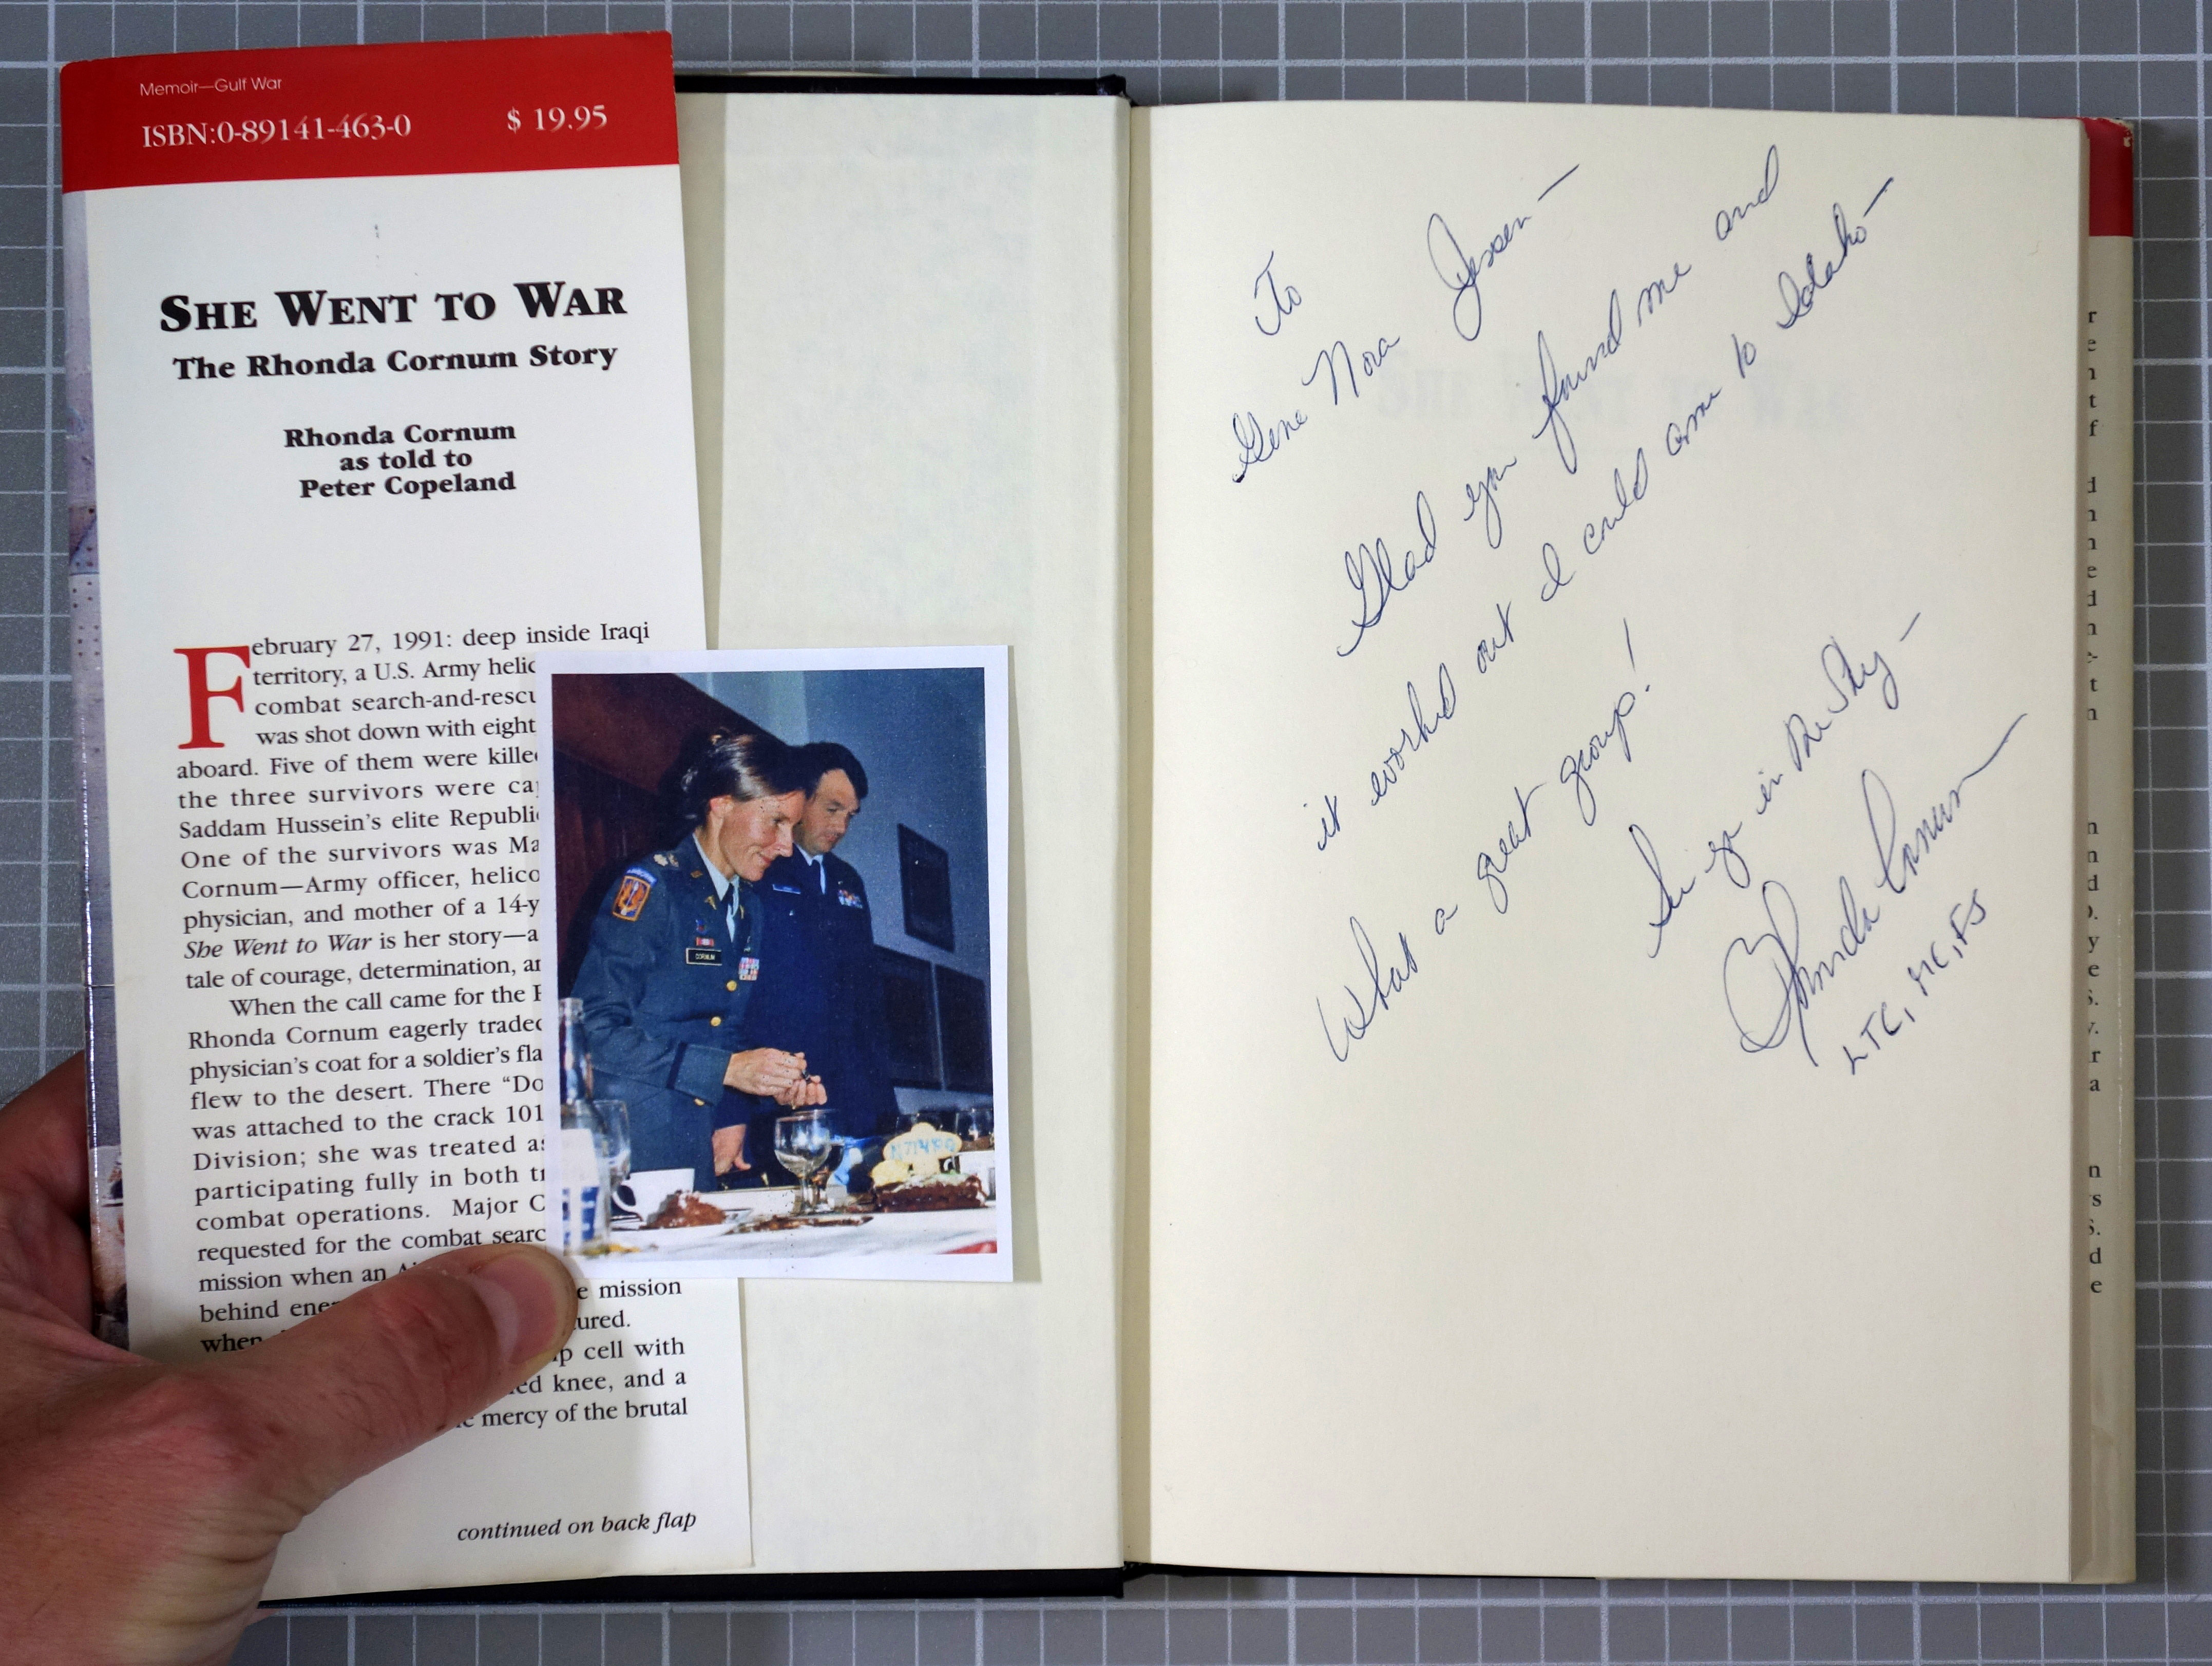 Memoir—Gulf War
ISBN:0-89141-463-0 $ 19.95
SHE WENT TO WAR
The Rhonda Cornum Story
Rhonda Cornum
as told to
Peter Copeland
February 27, 1991: deep inside Iraqi
territory, a U.S. Army helic
combat search-and-rescu
was shot down with eight
aboard. Five of them were kille
the three survivors were ca
Saddam Hussein's elite Republi
One of the survivors was Ma
Cornum—Army officer, helico
physician, and mother of a 14-y
She Went to War is her story—a
tale of courage, determination, an
When the call came for the
Rhonda Cornum eagerly traded
physician's coat for a soldier's fla
flew to the desert. There “Do
was attached to the crack 101
Division; she was treated as
participating fully in both tr
combat operations. Major C
requested for the combat searc
mission when an
behind ene e mission
when ured.
p cell with
ed knee, and a
e mercy of the brutal
continued on back flap
CORNUM
To
Gene Nora Jessen—
Glad you found me and
it worked out I could come to Idaho—
What a great group!
See you in the Sky—
Rhonda Cornum
LTC, MC, FS